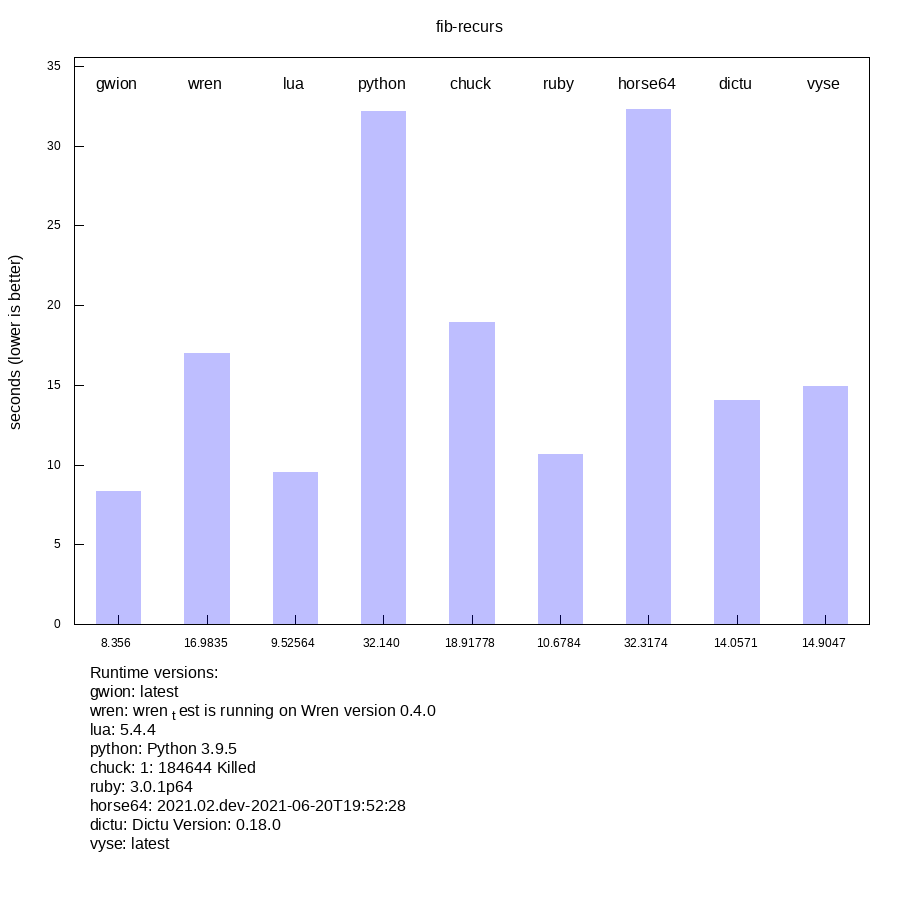 fib-recurs
35
gwion wren lua python chuck ruby horse64 dictu vyse
30
25
20
15
10
5
0
seconds (lower is better)
8.356 16.9835 9.52564 32.140 18.91778 10.6784 32.3174 14.0571 14.9047
Runtime versions:
gwion: latest
wren: wren t est is running on Wren version 0.4.0
lua: 5.4.4
python: Python 3.9.5
chuck: 1: 184644 Killed
ruby: 3.0.1p64
horse64: 2021.02.dev-2021-06-20T19:52:28
dictu: Dictu Version: 0.18.0
vyse: latest